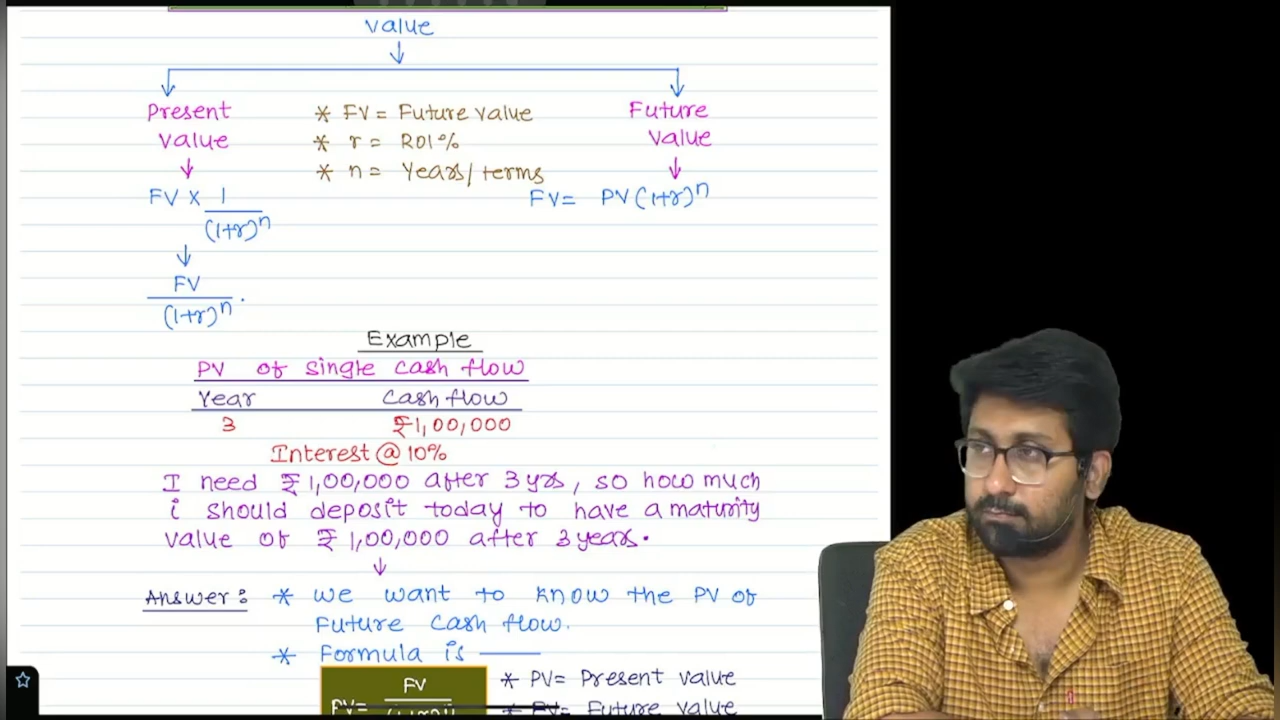 value
Present
value
* FV = Future value
* r = ROI%
* n = Years/terms
Future
value
FV × 1/(1+r)^n
FV = PV(1+r)^n
FV/(1+r)^n.
Example
PV of single cash flow
Year Cash flow
3 ₹1,00,000
Interest @ 10%
I need ₹1,00,000 after 3 yrs, so how much
i should deposit today to have a maturity
value of ₹1,00,000 after 3 years.
Answer: * we want to know the PV of
Future cash flow.
* Formula is ——
PV = FV/(1+r)^n
* PV = Present value
* FV = Future value